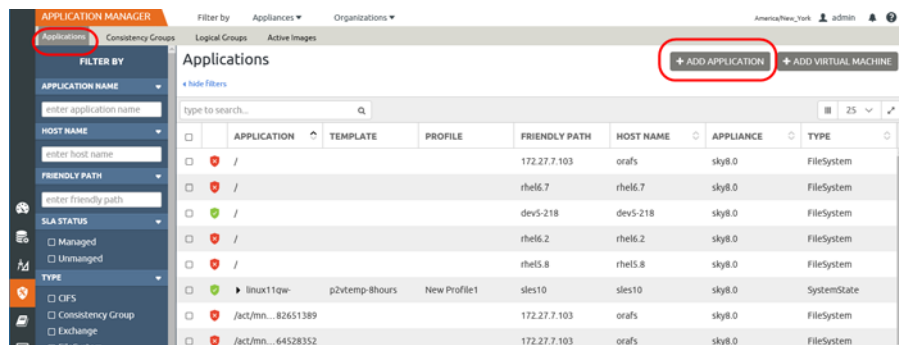 APPLICATION MANAGER Filter by Appliances Organizations America/New_York admin
Applications Consistency Groups Logical Groups Active Images
FILTER BY Applications + ADD APPLICATION + ADD VIRTUAL MACHINE
APPLICATION NAME hide filters
enter application name type to search... 25
HOST NAME APPLICATION TEMPLATE PROFILE FRIENDLY PATH HOST NAME APPLIANCE TYPE
enter host name / 172.27.7.103 orafs sky8.0 FileSystem
FRIENDLY PATH
enter friendly path / rhel6.7 rhel6.7 sky8.0 FileSystem
SLA STATUS / dev5-218 dev5-218 sky8.0 FileSystem
Managed / rhel6.2 rhel6.2 sky8.0 FileSystem
Unmanged / rhel5.8 rhel5.8 sky8.0 FileSystem
TYPE
CIFS linux11qw- p2vtemp-8hours New Profile1 sles10 sles10 sky8.0 SystemState
Consistency Group /act/mn...82651389 172.27.7.103 orafs sky8.0 FileSystem
Exchange /act/mn...64528352 172.27.7.103 orafs sky8.0 FileSystem